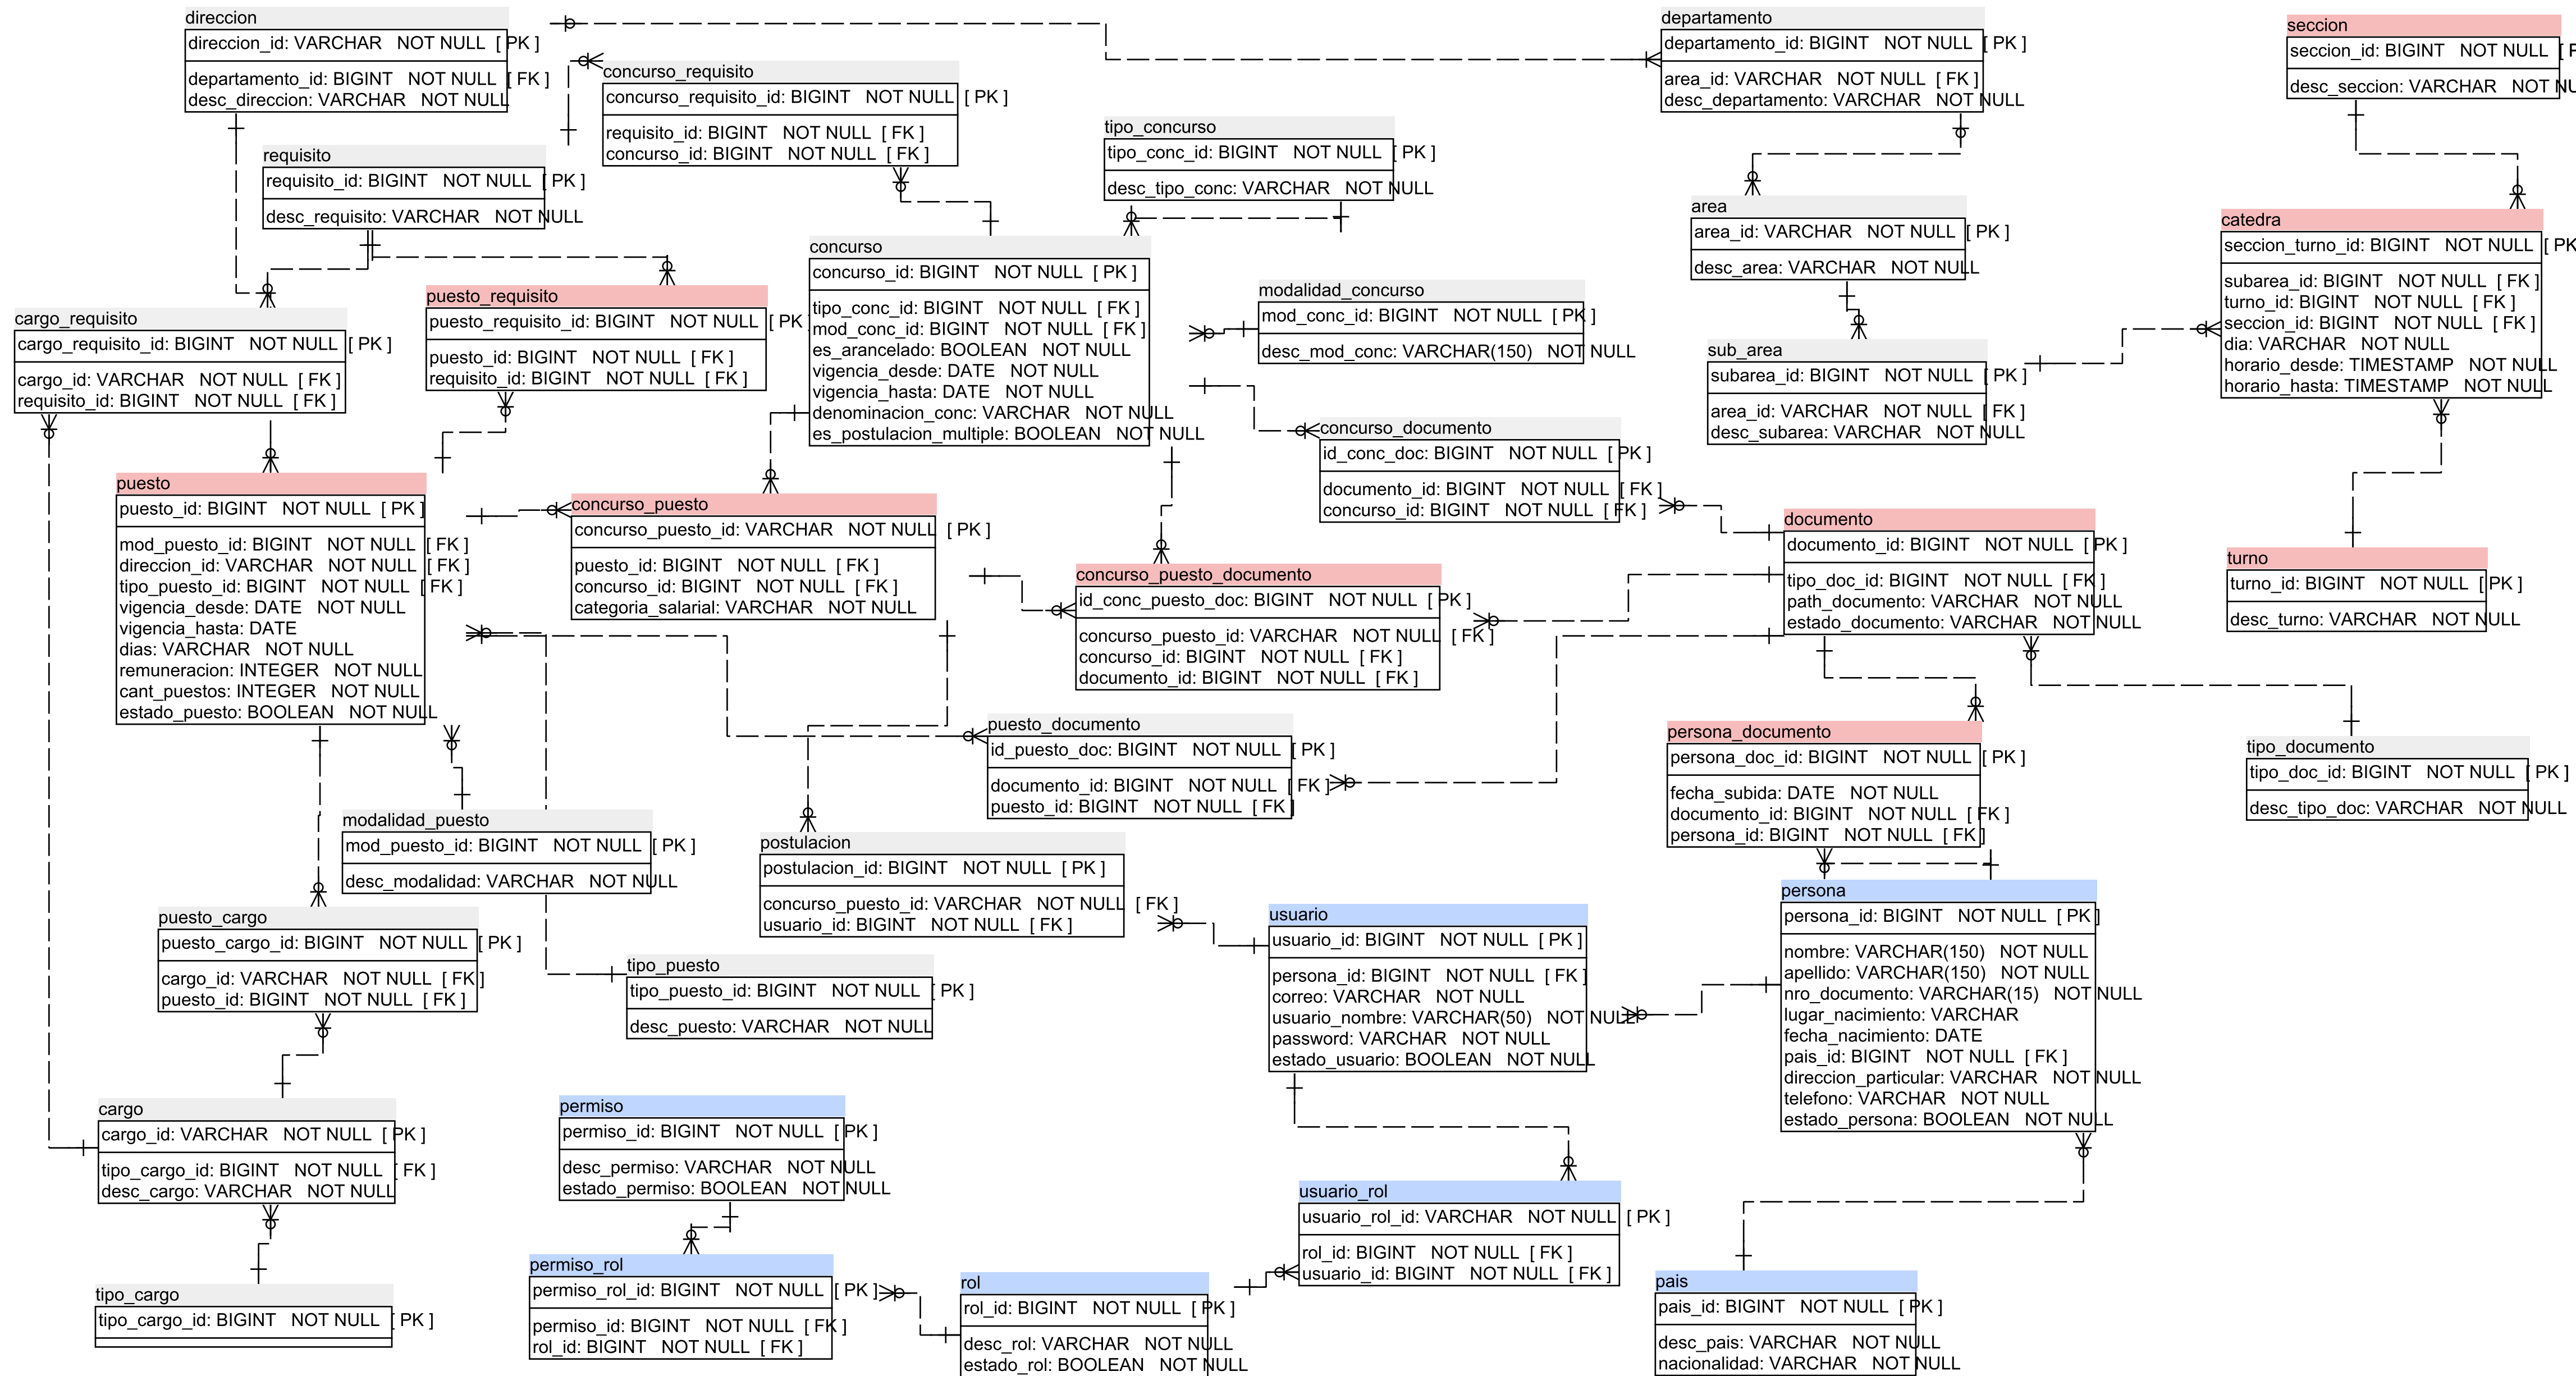 direccion
direccion_id: VARCHAR NOT NULL [ PK ]
departamento_id: BIGINT NOT NULL [ FK ]
desc_direccion: VARCHAR NOT NULL
concurso_requisito
concurso_requisito_id: BIGINT NOT NULL [ PK ]
requisito_id: BIGINT NOT NULL [ FK ]
concurso_id: BIGINT NOT NULL [ FK ]
departamento
departamento_id: BIGINT NOT NULL [ PK ]
area_id: VARCHAR NOT NULL [ FK ]
desc_departamento: VARCHAR NOT NULL
seccion
seccion_id: BIGINT NOT NULL
desc_seccion: VARCHAR NOT
requisito
requisito_id: BIGINT NOT NULL [ PK ]
desc_requisito: VARCHAR NOT NULL
tipo_concurso
tipo_conc_id: BIGINT NOT NULL [ PK ]
desc_tipo_conc: VARCHAR NOT NULL
area
area_id: VARCHAR NOT NULL [ PK ]
desc_area: VARCHAR NOT NULL
catedra
seccion_turno_id: BIGINT NOT NULL [ PK
subarea_id: BIGINT NOT NULL [ FK ]
turno_id: BIGINT NOT NULL [ FK ]
seccion_id: BIGINT NOT NULL [ FK ]
dia: VARCHAR NOT NULL
horario_desde: TIMESTAMP NOT NULL
horario_hasta: TIMESTAMP NOT NULL
concurso
concurso_id: BIGINT NOT NULL [ PK ]
tipo_conc_id: BIGINT NOT NULL [ FK ]
mod_conc_id: BIGINT NOT NULL [ FK ]
es_arancelado: BOOLEAN NOT NULL
vigencia_desde: DATE NOT NULL
vigencia_hasta: DATE NOT NULL
denominacion_conc: VARCHAR NOT NULL
es_postulacion_multiple: BOOLEAN NOT NULL
modalidad_concurso
mod_conc_id: BIGINT NOT NULL [ PK ]
desc_mod_conc: VARCHAR(150) NOT NULL
puesto_requisito
puesto_requisito_id: BIGINT NOT NULL [ PK
puesto_id: BIGINT NOT NULL [ FK ]
requisito_id: BIGINT NOT NULL [ FK ]
cargo_requisito
cargo_requisito_id: BIGINT NOT NULL [ PK ]
cargo_id: VARCHAR NOT NULL [ FK ]
requisito_id: BIGINT NOT NULL [ FK ]
sub_area
subarea_id: BIGINT NOT NULL [ PK ]
area_id: VARCHAR NOT NULL [ FK ]
desc_subarea: VARCHAR NOT NULL
concurso_documento
id_conc_doc: BIGINT NOT NULL [ PK ]
documento_id: BIGINT NOT NULL [ FK ]
concurso_id: BIGINT NOT NULL [ FK ]
puesto
puesto_id: BIGINT NOT NULL [ PK ]
mod_puesto_id: BIGINT NOT NULL [ FK ]
direccion_id: VARCHAR NOT NULL [ FK ]
tipo_puesto_id: BIGINT NOT NULL [ FK ]
vigencia_desde: DATE NOT NULL
vigencia_hasta: DATE
dias: VARCHAR NOT NULL
remuneracion: INTEGER NOT NULL
cant_puestos: INTEGER NOT NULL
estado_puesto: BOOLEAN NOT NULL
concurso_puesto
concurso_puesto_id: VARCHAR NOT NULL [ PK ]
puesto_id: BIGINT NOT NULL [ FK ]
concurso_id: BIGINT NOT NULL [ FK ]
categoria_salarial: VARCHAR NOT NULL
concurso_puesto_documento
id_conc_puesto_doc: BIGINT NOT NULL [ PK ]
concurso_puesto_id: VARCHAR NOT NULL [ FK ]
concurso_id: BIGINT NOT NULL [ FK ]
documento_id: BIGINT NOT NULL [ FK ]
documento
documento_id: BIGINT NOT NULL [ PK ]
tipo_doc_id: BIGINT NOT NULL [ FK ]
path_documento: VARCHAR NOT NULL
estado_documento: VARCHAR NOT NULL
turno
turno_id: BIGINT NOT NULL [ PK ]
desc_turno: VARCHAR NOT NULL
puesto_documento
id_puesto_doc: BIGINT NOT NULL [ PK ]
documento_id: BIGINT NOT NULL [ FK ]
puesto_id: BIGINT NOT NULL [ FK ]
persona_documento
persona_doc_id: BIGINT NOT NULL [ PK ]
fecha_subida: DATE NOT NULL
documento_id: BIGINT NOT NULL [ FK ]
persona_id: BIGINT NOT NULL [ FK ]
tipo_documento
tipo_doc_id: BIGINT NOT NULL [ PK ]
desc_tipo_doc: VARCHAR NOT NULL
modalidad_puesto
mod_puesto_id: BIGINT NOT NULL [ PK ]
desc_modalidad: VARCHAR NOT NULL
postulacion
postulacion_id: BIGINT NOT NULL [ PK ]
concurso_puesto_id: VARCHAR NOT NULL [ FK ]
usuario_id: BIGINT NOT NULL [ FK ]
puesto_cargo
puesto_cargo_id: BIGINT NOT NULL [ PK ]
cargo_id: VARCHAR NOT NULL [ FK ]
puesto_id: BIGINT NOT NULL [ FK ]
tipo_puesto
tipo_puesto_id: BIGINT NOT NULL [ PK ]
desc_puesto: VARCHAR NOT NULL
usuario
usuario_id: BIGINT NOT NULL [ PK ]
persona_id: BIGINT NOT NULL [ FK ]
correo: VARCHAR NOT NULL
usuario_nombre: VARCHAR(50) NOT NULL
password: VARCHAR NOT NULL
estado_usuario: BOOLEAN NOT NULL
persona
persona_id: BIGINT NOT NULL [ PK ]
nombre: VARCHAR(150) NOT NULL
apellido: VARCHAR(150) NOT NULL
nro_documento: VARCHAR(15) NOT NULL
lugar_nacimiento: VARCHAR
fecha_nacimiento: DATE
pais_id: BIGINT NOT NULL [ FK ]
direccion_particular: VARCHAR NOT NULL
telefono: VARCHAR NOT NULL
estado_persona: BOOLEAN NOT NULL
cargo
cargo_id: VARCHAR NOT NULL [ PK ]
tipo_cargo_id: BIGINT NOT NULL [ FK ]
desc_cargo: VARCHAR NOT NULL
permiso
permiso_id: BIGINT NOT NULL [ PK ]
desc_permiso: VARCHAR NOT NULL
estado_permiso: BOOLEAN NOT NULL
usuario_rol
usuario_rol_id: VARCHAR NOT NULL [ PK ]
rol_id: BIGINT NOT NULL [ FK ]
usuario_id: BIGINT NOT NULL [ FK ]
tipo_cargo
tipo_cargo_id: BIGINT NOT NULL [ PK ]
permiso_rol
permiso_rol_id: BIGINT NOT NULL [ PK ]
permiso_id: BIGINT NOT NULL [ FK ]
rol_id: BIGINT NOT NULL [ FK ]
rol
rol_id: BIGINT NOT NULL [ PK ]
desc_rol: VARCHAR NOT NULL
estado_rol: BOOLEAN NOT NULL
pais
pais_id: BIGINT NOT NULL [ PK ]
desc_pais: VARCHAR NOT NULL
nacionalidad: VARCHAR NOT NULL